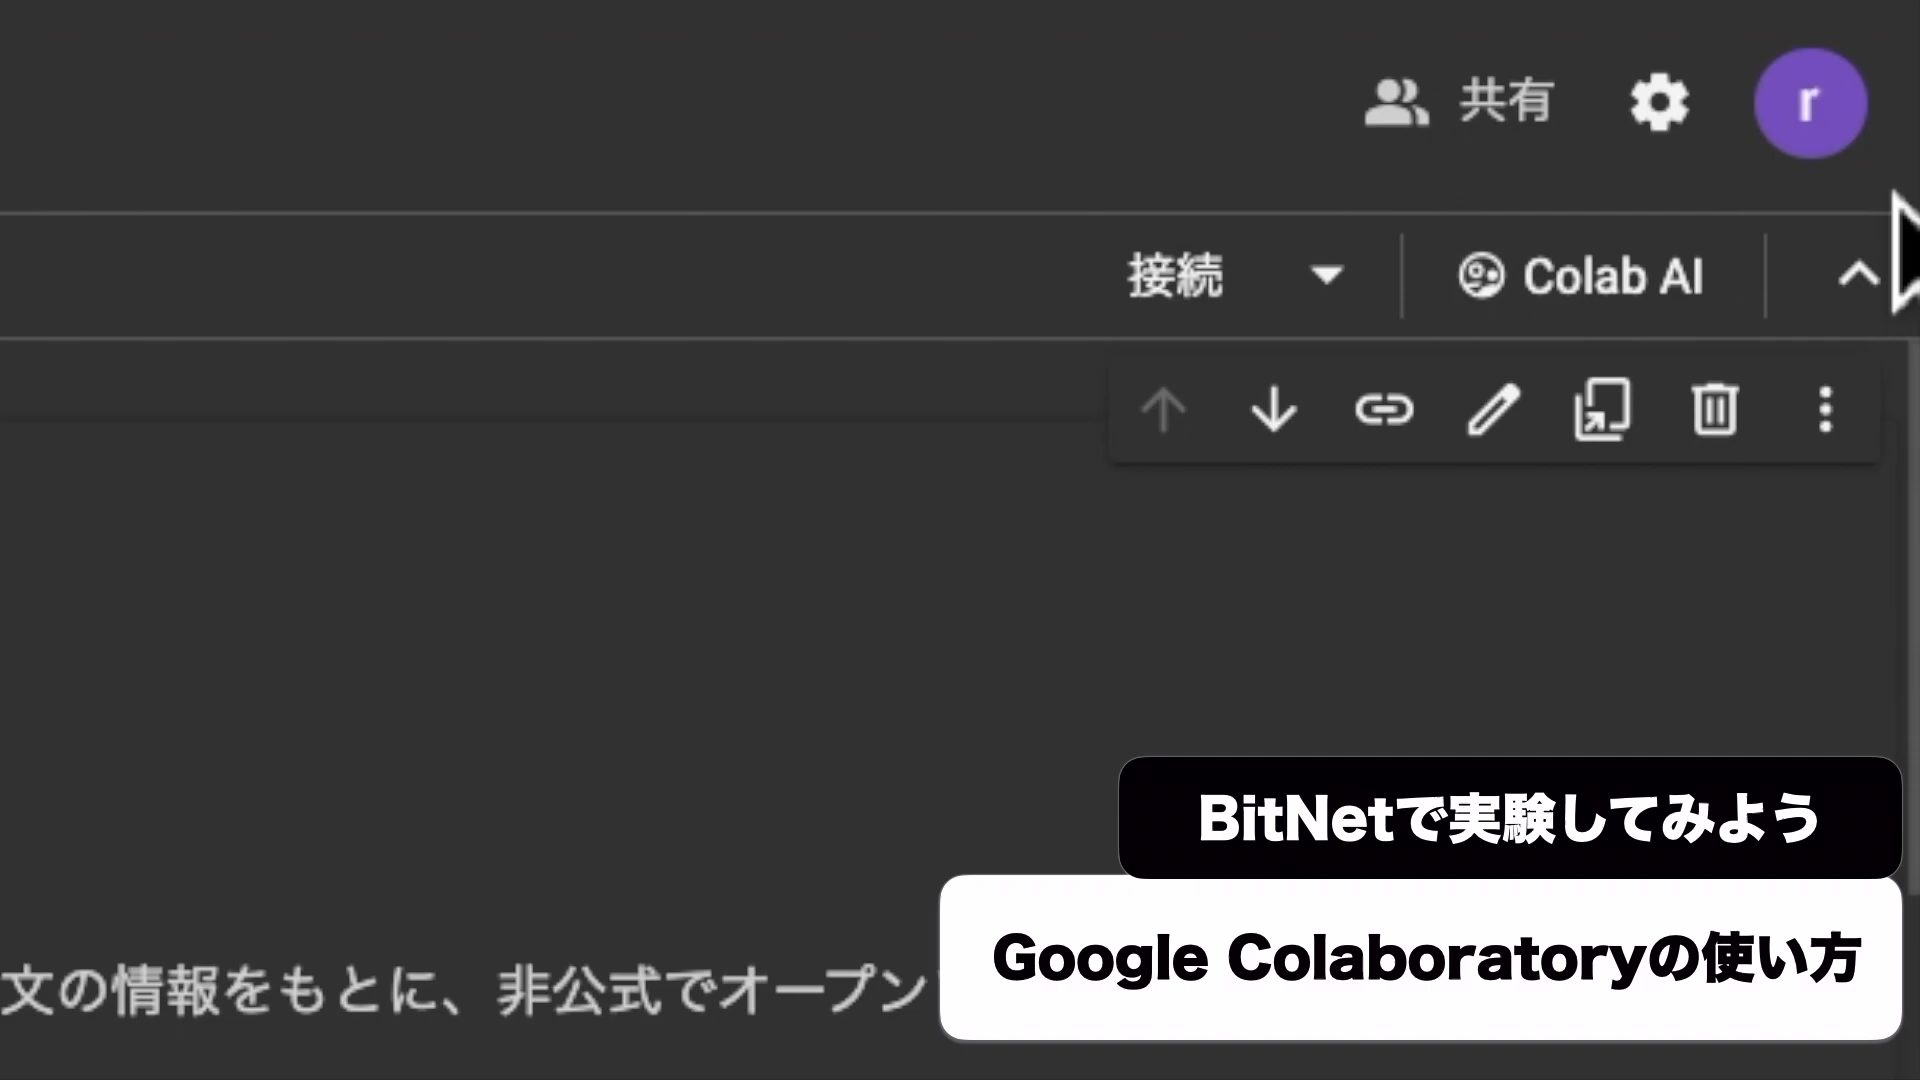 共有
r
接続
Colab AI
BitNetで実験してみよう
Google Colaboratoryの使い方
文の情報をもとに、非公式でオープン